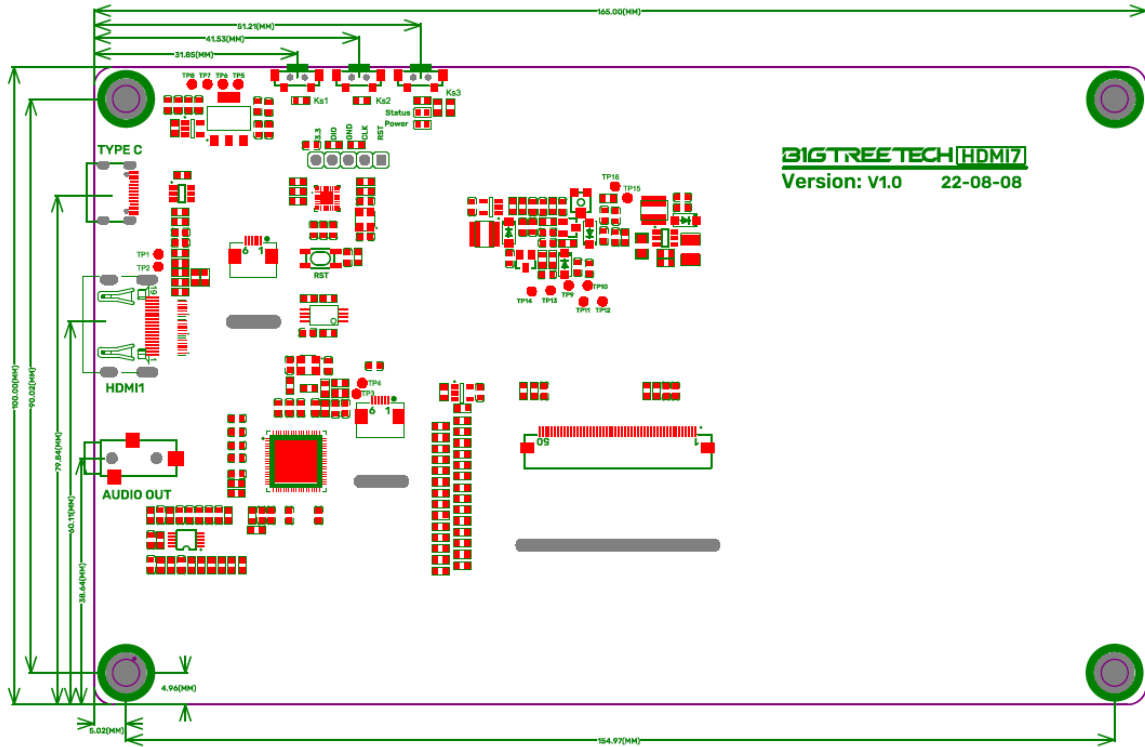 165.00(MM)
51.21(MM)
41.53(MM)
31.85(MM)
TP8 TP7 TP6 TP5
Ks1 Ks2 Ks3
Status
Power
3.3 DIO GND CLK RST
TYPE C
BIGTREETECH HDMI7
Version: V1.0 22-08-08
TP16
TP15
TP1
TP2
6 1
RST
TP14 TP13 TP9 TP10
TP11 TP12
19
1
HDMI1
TP4
TP3
6 1
50 1
AUDIO OUT
100.00(MM)
90.02(MM)
79.84(MM)
60.11(MM)
38.64(MM)
4.96(MM)
5.02(MM)
154.97(MM)